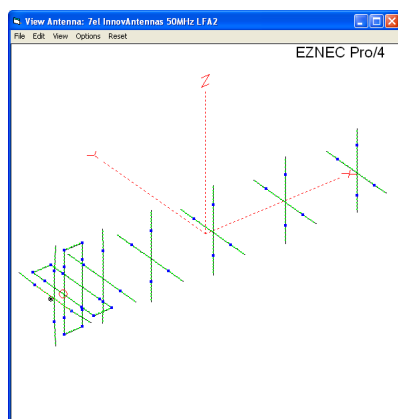 View Antenna: 7el InnovAntennas 50MHz LFA2
File Edit View Options Reset
EZNEC Pro/4
Z
Y
X